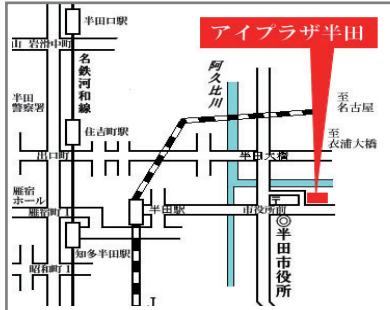 半田口駅
アイプラザ半田
山
岩滑中町
名鉄河和線
阿久比川
至
名古屋
半田
警察署
住吉町駅
至
衣浦大橋
出口町
半田大橋
雁宿
ホール
雁宿町1
半田駅
市役所前
〒
◎
半田市役所
知多半田駅
昭和町1